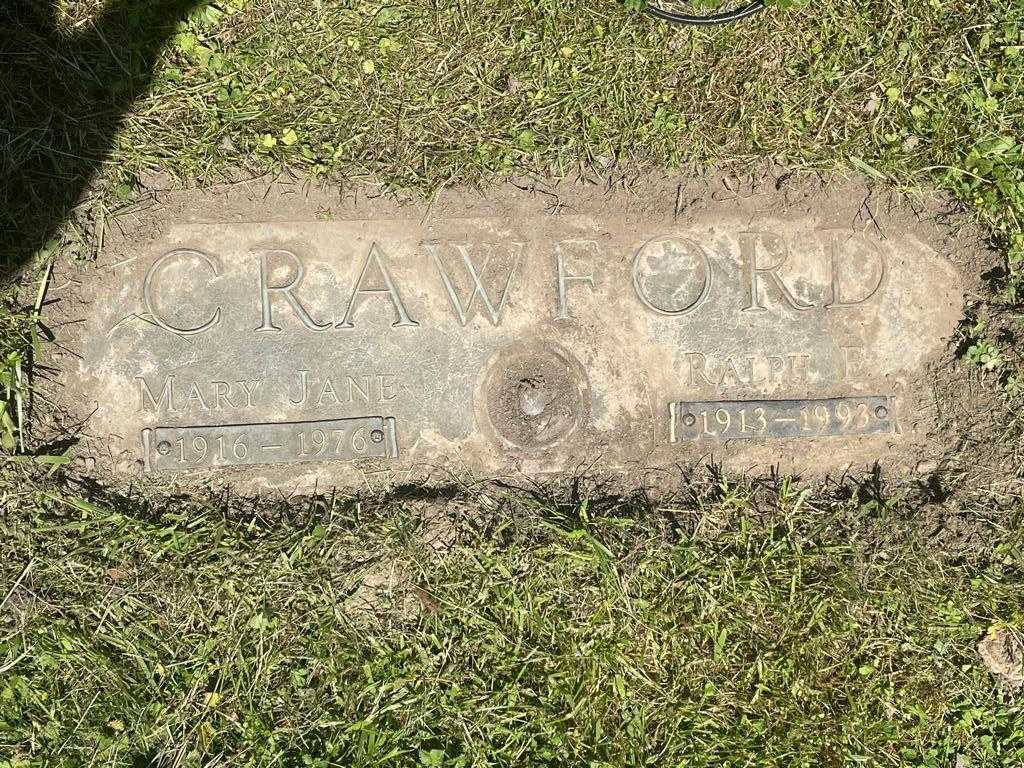 CRAWFORD
MARY JANE
1916 – 1976
RALPH E
1913 – 1993